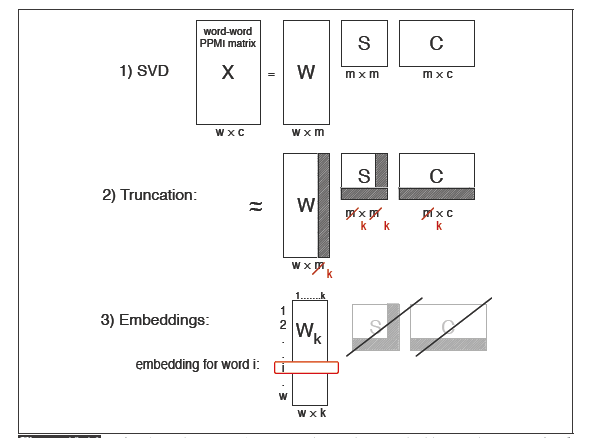 word-word
PPMI matrix
1) SVD
X
=
W
S
C
w x c
w x m
m x m
m x c
2) Truncation:
≈
W
S
C
w x m
k
m x m
k k
m x c
k
3) Embeddings:
1.......k
1
2
.
.
i
.
w
Wk
S
C
embedding for word i:
w x k